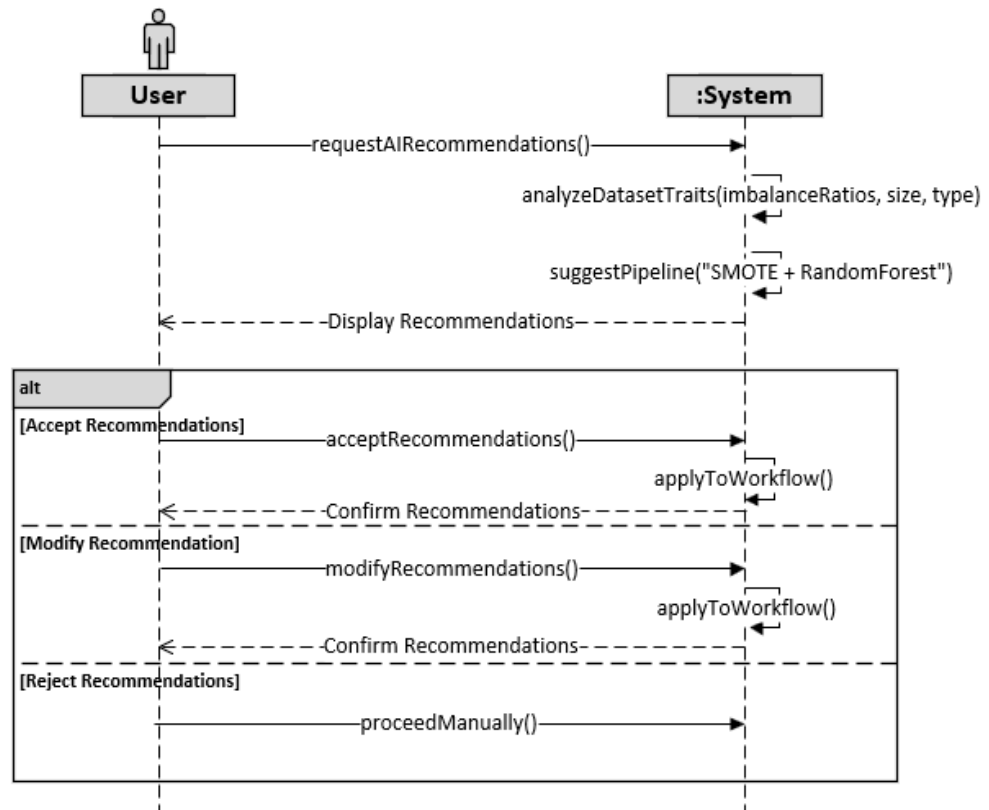 User
:System
requestAIRecommendations()
analyzeDatasetTraits(imbalanceRatios, size, type)
suggestPipeline("SMOTE + RandomForest")
Display Recommendations
alt
[Accept Recommendations]
acceptRecommendations()
applyToWorkflow()
Confirm Recommendations
[Modify Recommendation]
modifyRecommendations()
applyToWorkflow()
Confirm Recommendations
[Reject Recommendations]
proceedManually()